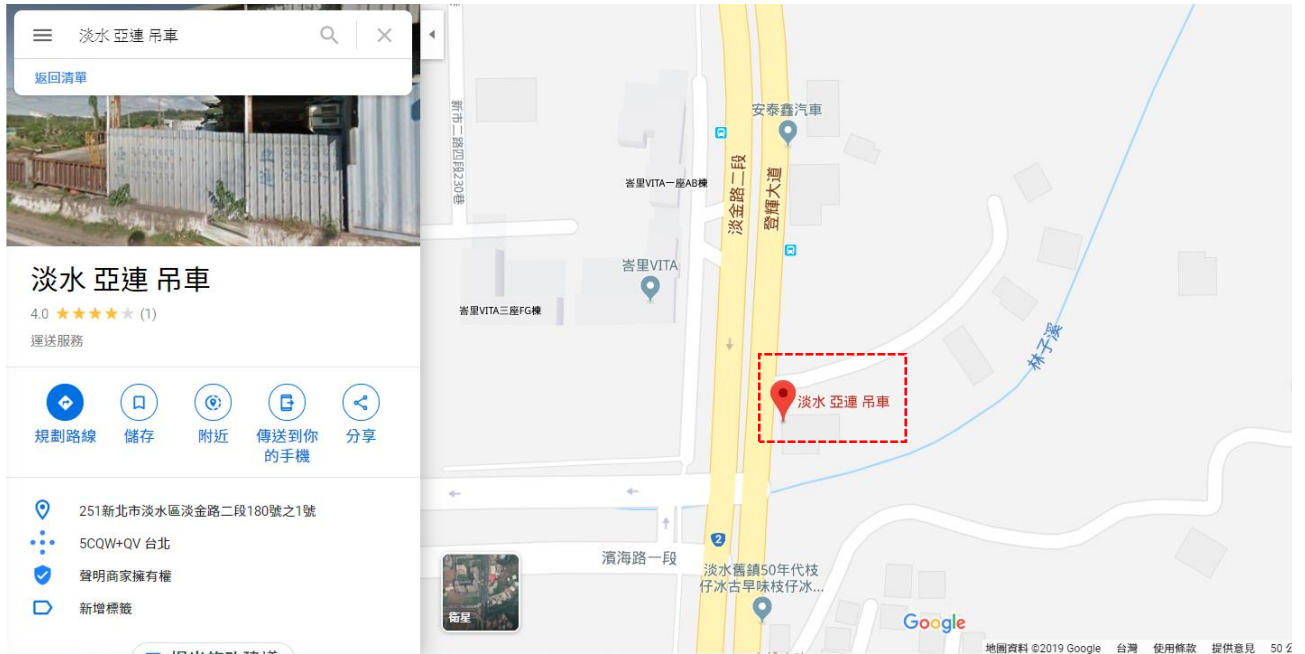 淡水 亞連 吊車
返回清單
淡水 亞連 吊車
4.0 ★★★★★ (1)
運送服務
規劃路線
儲存
附近
傳送到你
的手機
分享
251新北市淡水區淡金路二段180號之1號
5CQW+QV 台北
聲明商家擁有權
新增標籤
新市二路四段230巷
安泰鑫汽車
峇里VITA一座AB棟
淡金路二段
登輝大道
峇里VITA
峇里VITA三座FG棟
林子溪
淡水 亞連 吊車
2
濱海路一段
淡水舊鎮50年代枝
仔冰古早味枝仔冰...
衛星
Google
地圖資料 ©2019 Google 台灣 使用條款 提供意見 50